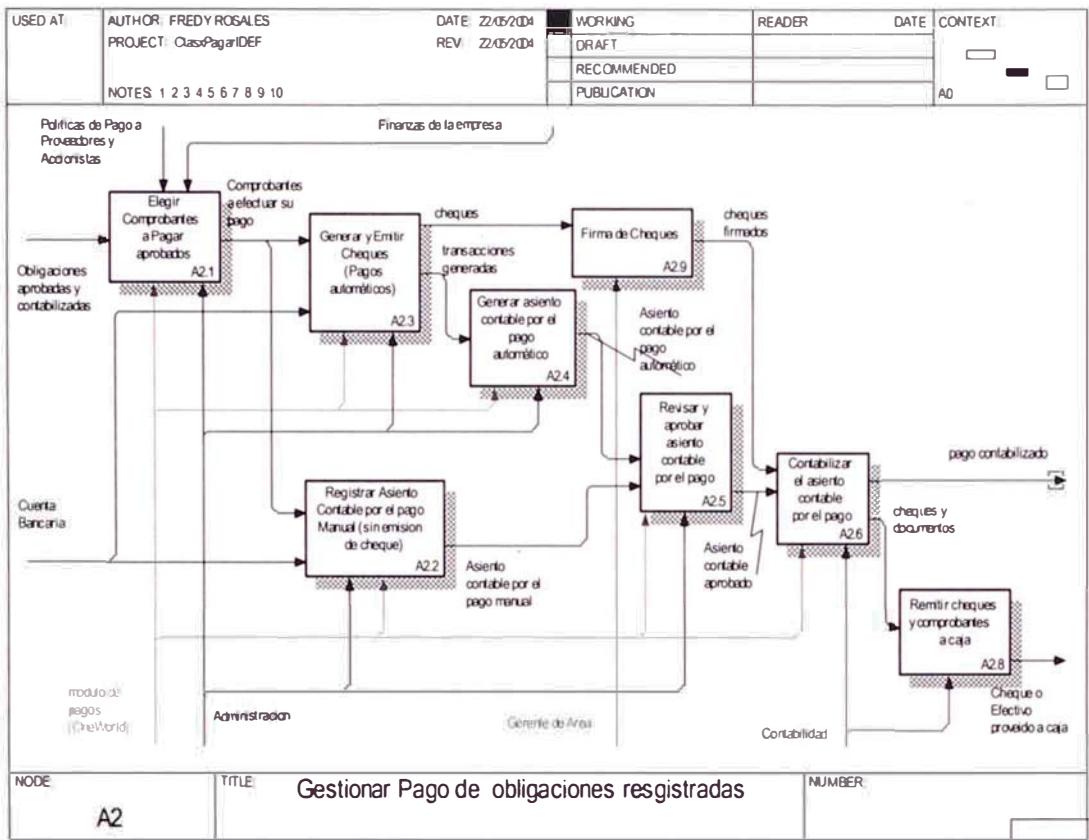 USED AT:
AUTHOR: FREDY ROSALES
DATE: 22/05/2004
PROJECT: ClasxPagarIDEF
REV: 22/05/2004
NOTES: 1 2 3 4 5 6 7 8 9 10
WORKING
DRAFT
RECOMMENDED
PUBLICATION
READER
DATE
CONTEXT:
A0
Políticas de Pago a
Proveedores y
Accionistas
Finanzas de la empresa
Elegir
Comprobantes
a Pagar
aprobados
A2.1
Comprobantes
a efectuar su
pago
Obligaciones
aprobadas y
contabilizadas
Generar y Emitir
Cheques
(Pagos
automáticos)
A2.3
cheques
transacciones
generadas
Firma de Cheques
A2.9
cheques
firmados
Generar asiento
contable por el
pago
automático
A2.4
Asiento
contable por el
pago
automático
Revisar y
aprobar
asiento
contable
por el pago
A2.5
Contabilizar
el asiento
contable
por el pago
A2.6
pago contabilizado
cheques y
documentos
Cuenta
Bancaria
Registrar Asiento
Contable por el pago
Manual (sin emision
de cheque)
A2.2
Asiento
contable por el
pago manual
Asiento
contable
aprobado
Remitir cheques
y comprobantes
a caja
A2.8
Cheque o
Efectivo
proveido a caja
modulo de
pagos
(OneWorld)
Administracion
Gerente de Area
Contabilidad
NODE:
A2
TITLE:
Gestionar Pago de obligaciones resgistradas
NUMBER: